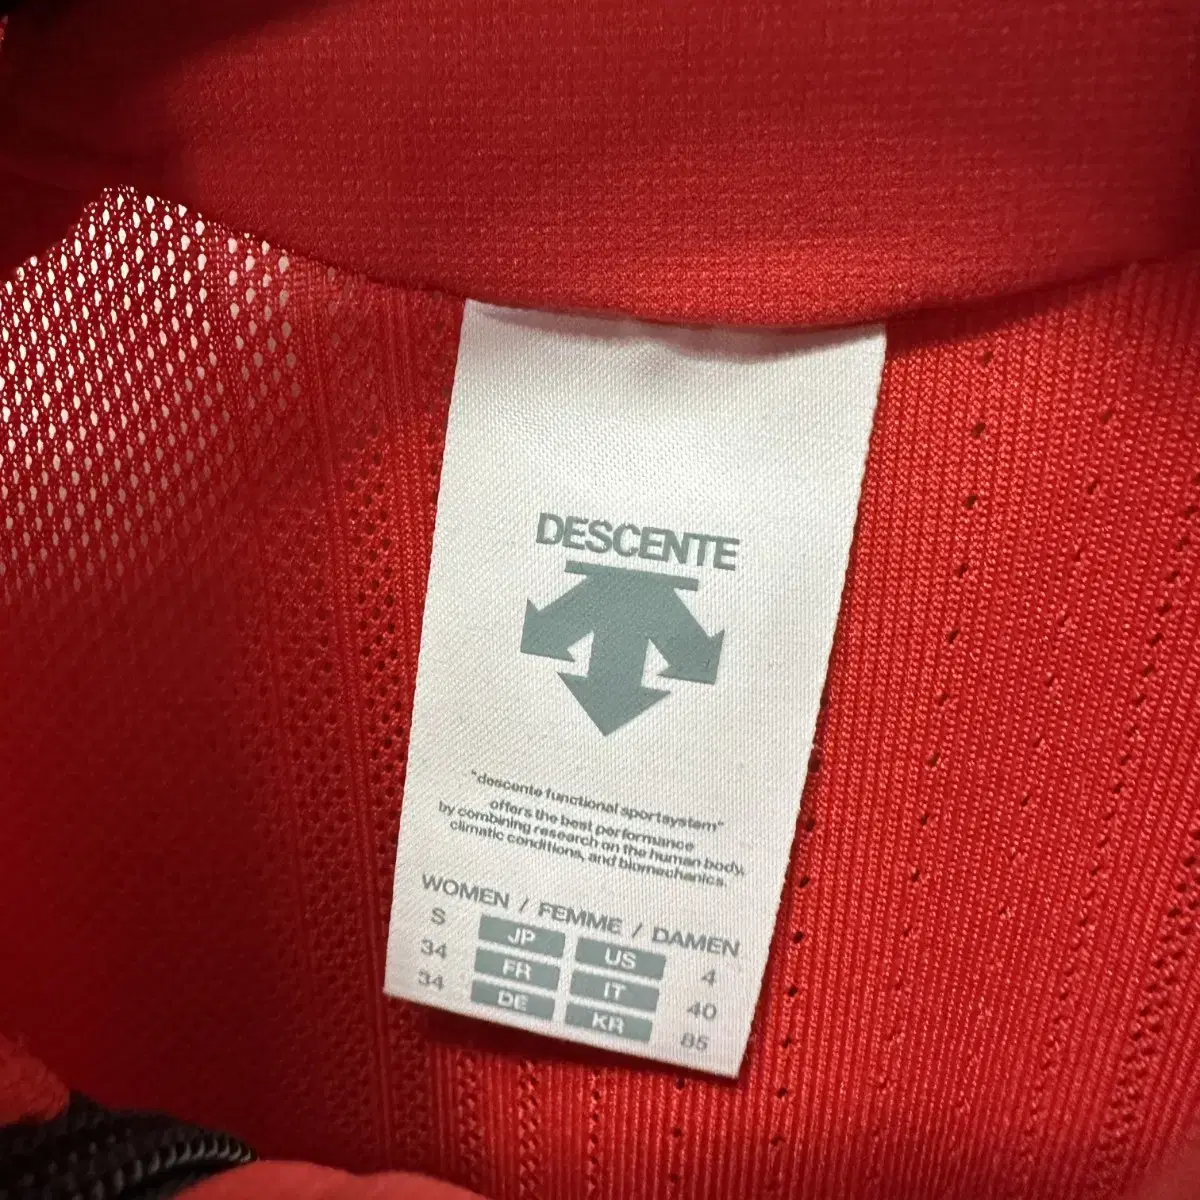 DESCENTE
"descente functional sportsystem"
offers the best performance
by combining research on the human body,
climatic conditions, and biomechanics.
WOMEN / FEMME / DAMEN
S JP US 4
34 FR IT 40
34 DE KR 85